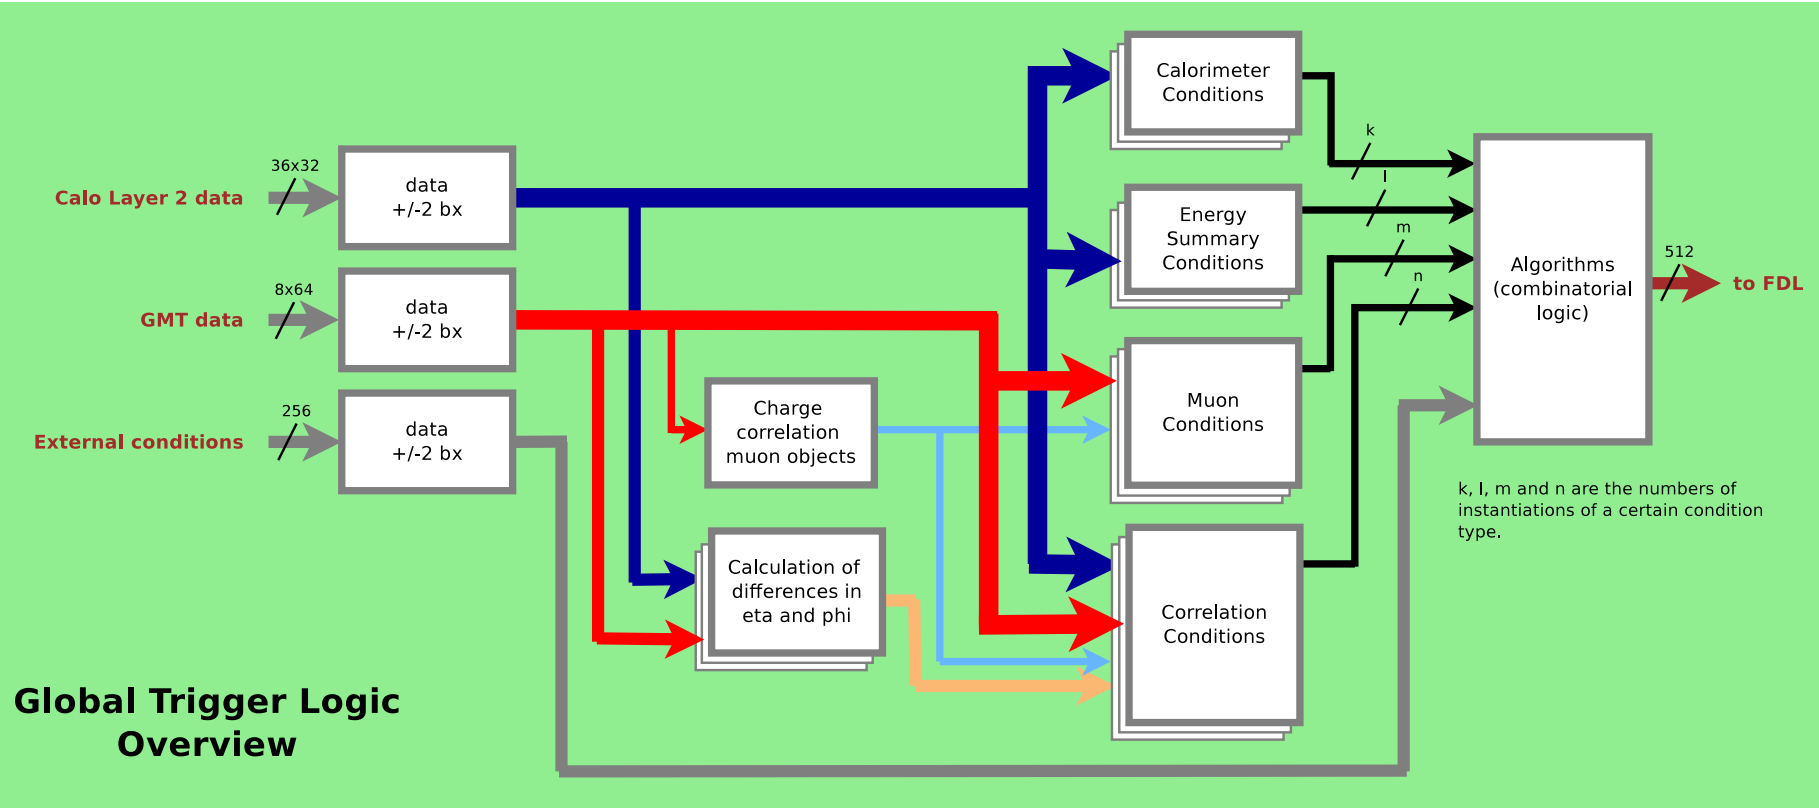 36x32
Calo Layer 2 data
data
+/-2 bx
8x64
GMT data
data
+/-2 bx
256
External conditions
data
+/-2 bx
Charge
correlation
muon objects
Calculation of
differences in
eta and phi
Calorimeter
Conditions
Energy
Summary
Conditions
Muon
Conditions
Correlation
Conditions
k
l
m
n
Algorithms
(combinatorial
logic)
512
to FDL
k, l, m and n are the numbers of
instantiations of a certain condition
type.
Global Trigger Logic
Overview